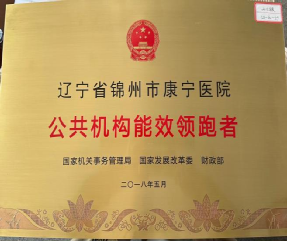 辽宁省锦州市康宁医院
公共机构能效领跑者
国家机关事务管理局 国家发展改革委 财政部
二〇一八年五月